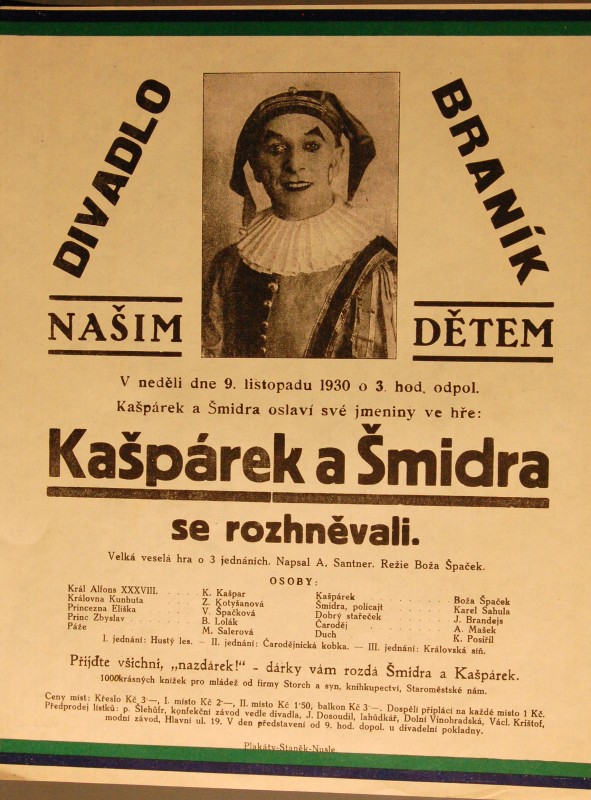 DIVADLO
BRANÍK
NAŠIM
DĚTEM
V neděli dne 9. listopadu 1930 o 3. hod. odpol.
Kašpárek a Šmidra oslaví své jmeniny ve hře:
Kašpárek a Šmidra
se rozhněvali.
Velká veselá hra o 3 jednáních. Napsal A. Santner. Režie Boža Špaček.
OSOBY:
Král Alfons XXXVIII. . . . . K. Kašpar
Královna Kunhuta . . . . Z. Kotyšanová
Princezna Eliška . . . . V. Špačková
Princ Zbyslav . . . . B. Lolák
Páže . . . . M. Salerová
Kašpárek . . . . Boža Špaček
Šmidra, policajt . . . . Karel Sahula
Dobrý stařeček . . . . J. Brandejs
Čaroděj . . . . A. Mašek
Duch . . . . K. Posiřil
I. jednání: Hustý les. – II. jednání: Čarodějnická kobka. – III. jednání: Královská síň.
Přijďte všichni, „nazdárek!" - dárky vám rozdá Šmidra a Kašpárek.
1000 krásných knížek pro mládež od firmy Storch a syn, knihkupectví, Staroměstské nám.
Ceny míst: Křeslo Kč 3·—, I. místo Kč 2·—, II. místo Kč 1·50, balkon Kč 3·—. Dospělí připlácí na každé místo 1 Kč.
Předprodej lístků: p. Šlehůfr, konfekční závod vedle divadla, J. Dosoudil, lahůdkář, Dolní Vinohradská, Václ. Krištof,
modní závod, Hlavní ul. 19. V den představení od 9. hod. dopol. u divadelní pokladny.
Plakáty-Staněk-Nusle.